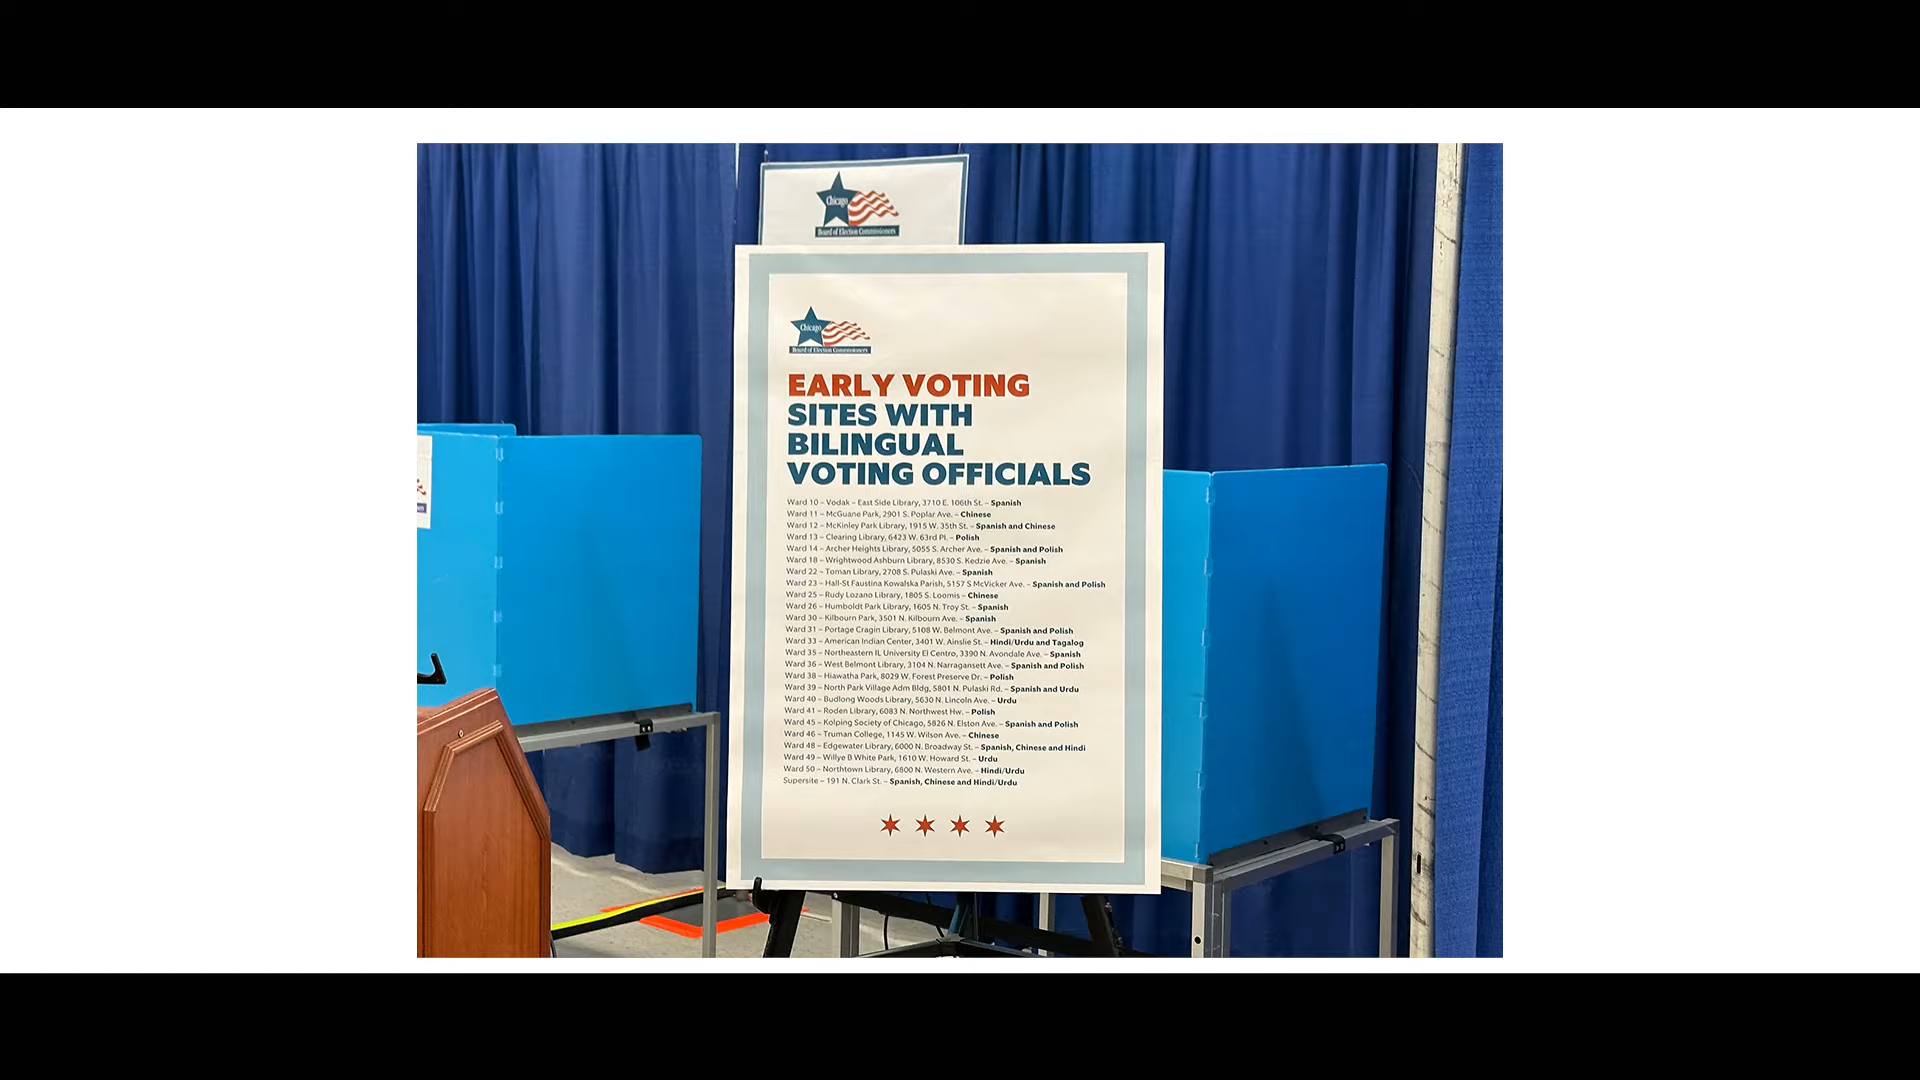 Chicago
Board of Election Commissioners
Chicago
Board of Election Commissioners
EARLY VOTING
SITES WITH
BILINGUAL
VOTING OFFICIALS
Ward 10 – Vodak – East Side Library, 3710 E. 106th St. – Spanish
Ward 11 – McGuane Park, 2901 S. Poplar Ave. – Chinese
Ward 12 – McKinley Park Library, 1915 W. 35th St. – Spanish and Chinese
Ward 13 – Clearing Library, 6423 W. 63rd Pl. – Polish
Ward 14 – Archer Heights Library, 5055 S. Archer Ave. – Spanish and Polish
Ward 18 – Wrightwood Ashburn Library, 8530 S. Kedzie Ave. – Spanish
Ward 22 – Toman Library, 2708 S. Pulaski Ave. – Spanish
Ward 23 – Hall-St Faustina Kowalska Parish, 5157 S McVicker Ave. – Spanish and Polish
Ward 25 – Rudy Lozano Library, 1805 S. Loomis – Chinese
Ward 26 – Humboldt Park Library, 1605 N. Troy St. – Spanish
Ward 30 – Kilbourn Park, 3501 N. Kilbourn Ave. – Spanish
Ward 31 – Portage Cragin Library, 5108 W. Belmont Ave. – Spanish and Polish
Ward 33 – American Indian Center, 3401 W. Ainslie St. – Hindi/Urdu and Tagalog
Ward 35 – Northeastern IL University El Centro, 3390 N. Avondale Ave. – Spanish
Ward 36 – West Belmont Library, 3104 N. Narragansett Ave. – Spanish and Polish
Ward 38 – Hiawatha Park, 8029 W. Forest Preserve Dr. – Polish
Ward 39 – North Park Village Adm Bldg, 5801 N. Pulaski Rd. – Spanish and Urdu
Ward 40 – Budlong Woods Library, 5630 N. Lincoln Ave. – Urdu
Ward 41 – Roden Library, 6083 N. Northwest Hw. – Polish
Ward 45 – Kolping Society of Chicago, 5826 N. Elston Ave. – Spanish and Polish
Ward 46 – Truman College, 1145 W. Wilson Ave. – Chinese
Ward 48 – Edgewater Library, 6000 N. Broadway St. – Spanish, Chinese and Hindi
Ward 49 – Willye B White Park, 1610 W. Howard St. – Urdu
Ward 50 – Northtown Library, 6800 N. Western Ave. – Hindi/Urdu
Supersite – 191 N. Clark St. – Spanish, Chinese and Hindi/Urdu